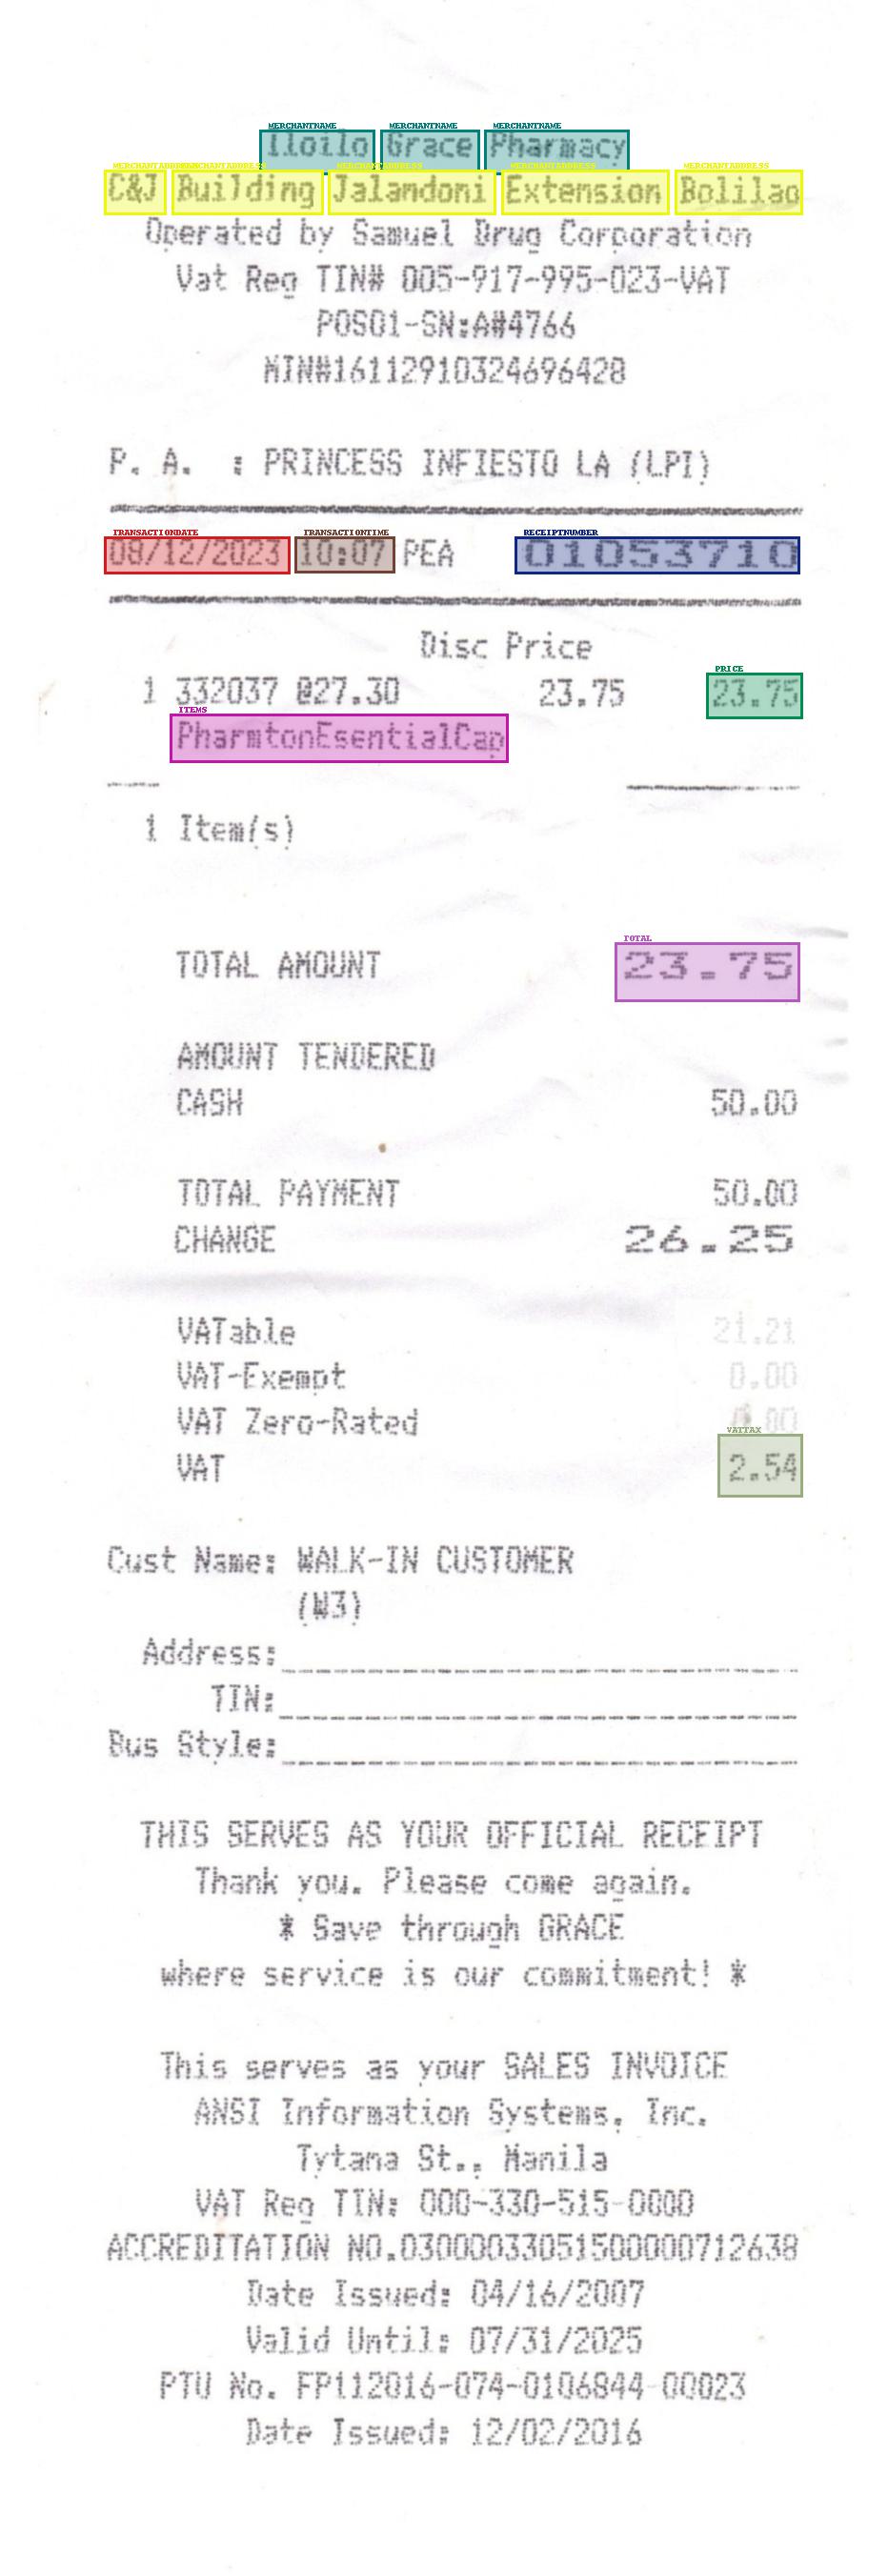 MERCHANTNAME MERCHANTNAME MERCHANTNAME
Iloilo Grace Pharmacy
MERCHANTADDRESS MERCHANTADDRESS MERCHANTADDRESS MERCHANTADDRESS MERCHANTADDRESS
C&J Building Jalandoni Extension Bolilao
Operated by Samuel Drug Corporation
Vat Reg TIN# 005-917-995-023-VAT
POS01-SN:A#4766
MIN#16112910324696428
P. A. : PRINCESS INFIESTO LA (LPI)
TRANSACTIONDATE TRANSACTIONTIME RECEIPTNUMBER
08/12/2023 10:07 PEA 01053710
Disc Price
PRICE
1 332037 @27.30 23.75 23.75
ITEMS
PharmtonEsentialCap
1 Item(s)
TOTAL
TOTAL AMOUNT 23.75
AMOUNT TENDERED
CASH 50.00
TOTAL PAYMENT 50.00
CHANGE 26.25
VATable 21.21
VAT-Exempt 0.00
VAT Zero-Rated 0.00
VATTAX
VAT 2.54
Cust Name: WALK-IN CUSTOMER
(W3)
Address:
TIN:
Bus Style:
THIS SERVES AS YOUR OFFICIAL RECEIPT
Thank you. Please come again.
* Save through GRACE
where service is our commitment! *
This serves as your SALES INVOICE
ANSI Information Systems, Inc.
Tytana St., Manila
VAT Reg TIN: 000-330-515-0000
ACCREDITATION NO.030000330515000000712638
Date Issued: 04/16/2007
Valid Until: 07/31/2025
PTU No. FP112016-074-0106844-00023
Date Issued: 12/02/2016